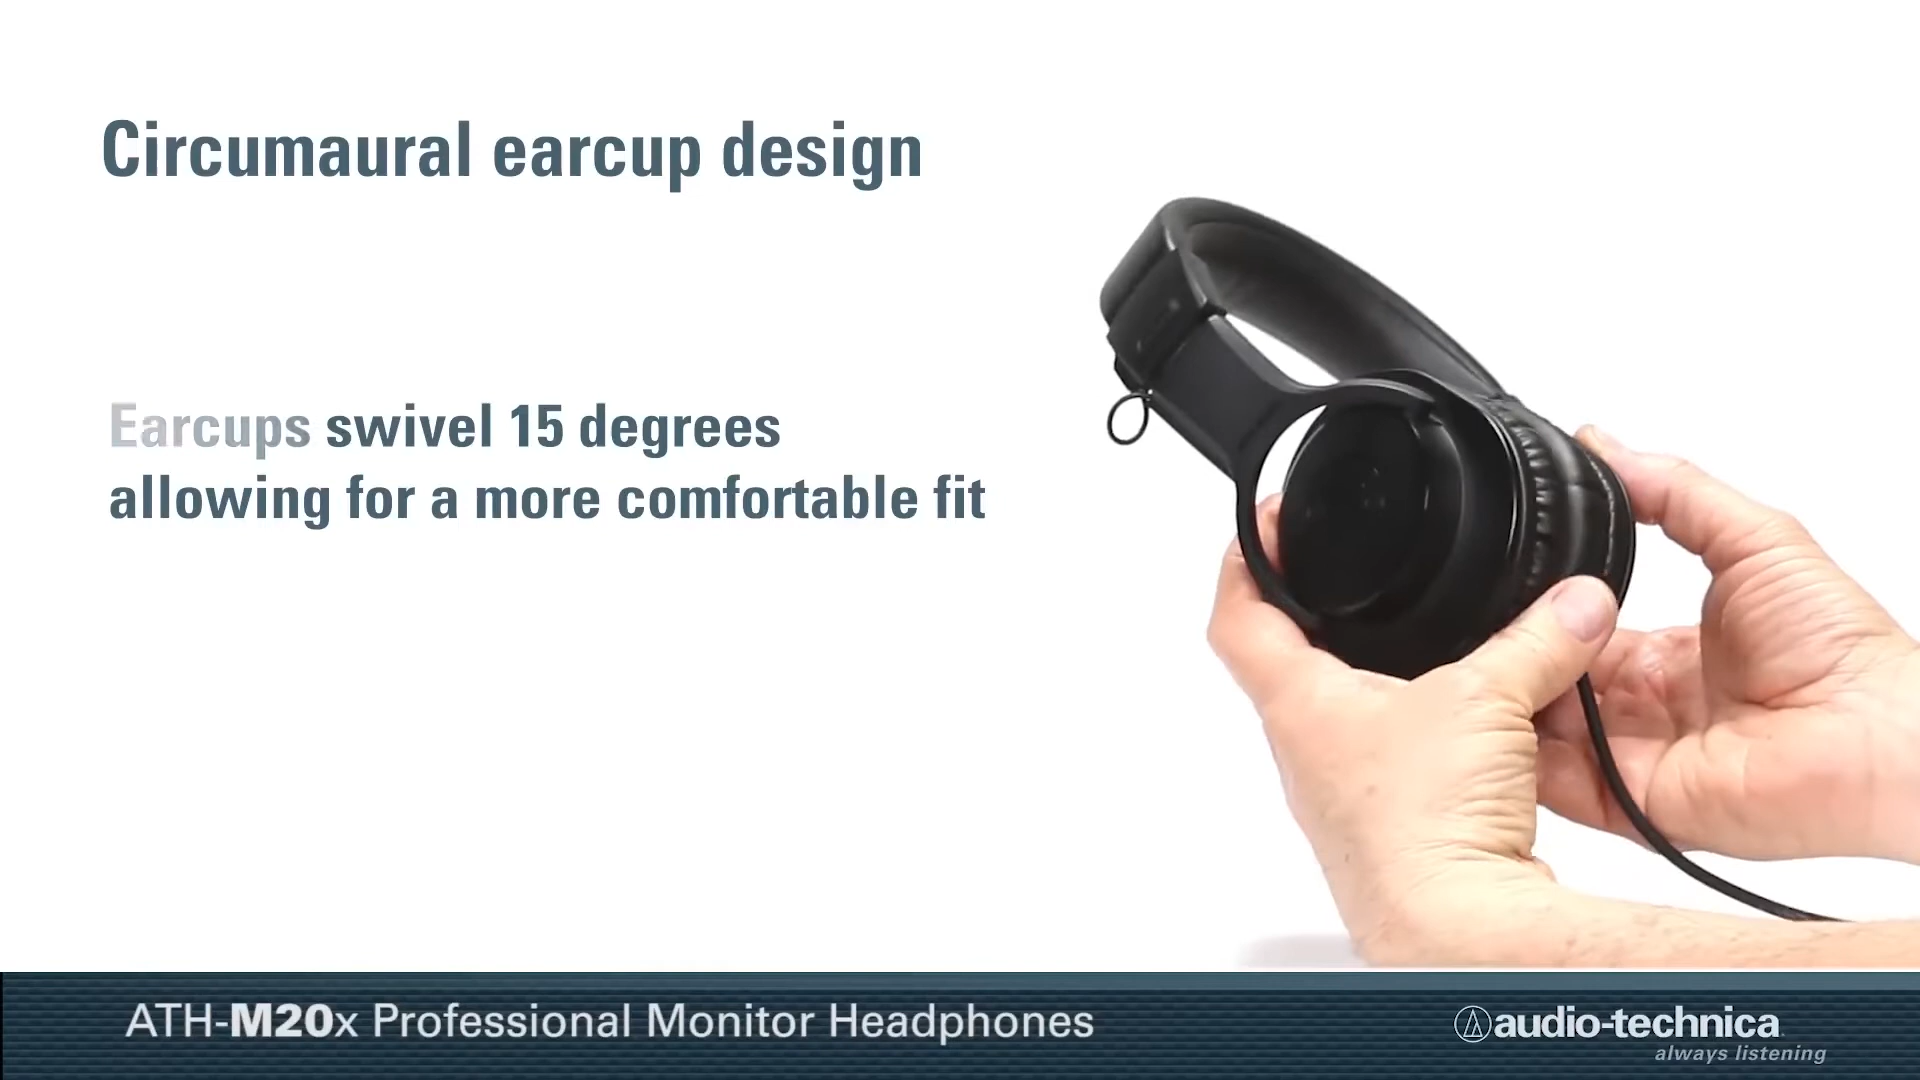 Circumaural earcup design
Earcups swivel 15 degrees
allowing for a more comfortable fit
ATH-M20x Professional Monitor Headphones
audio-technica
always listening